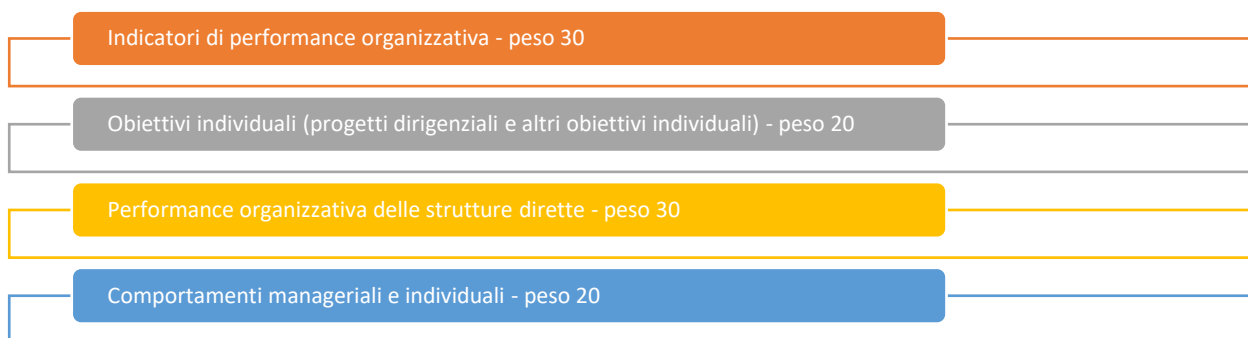 Indicatori di performance organizzativa - peso 30
Obiettivi individuali (progetti dirigenziali e altri obiettivi individuali) - peso 20
Performance organizzativa delle strutture dirette - peso 30
Comportamenti manageriali e individuali - peso 20